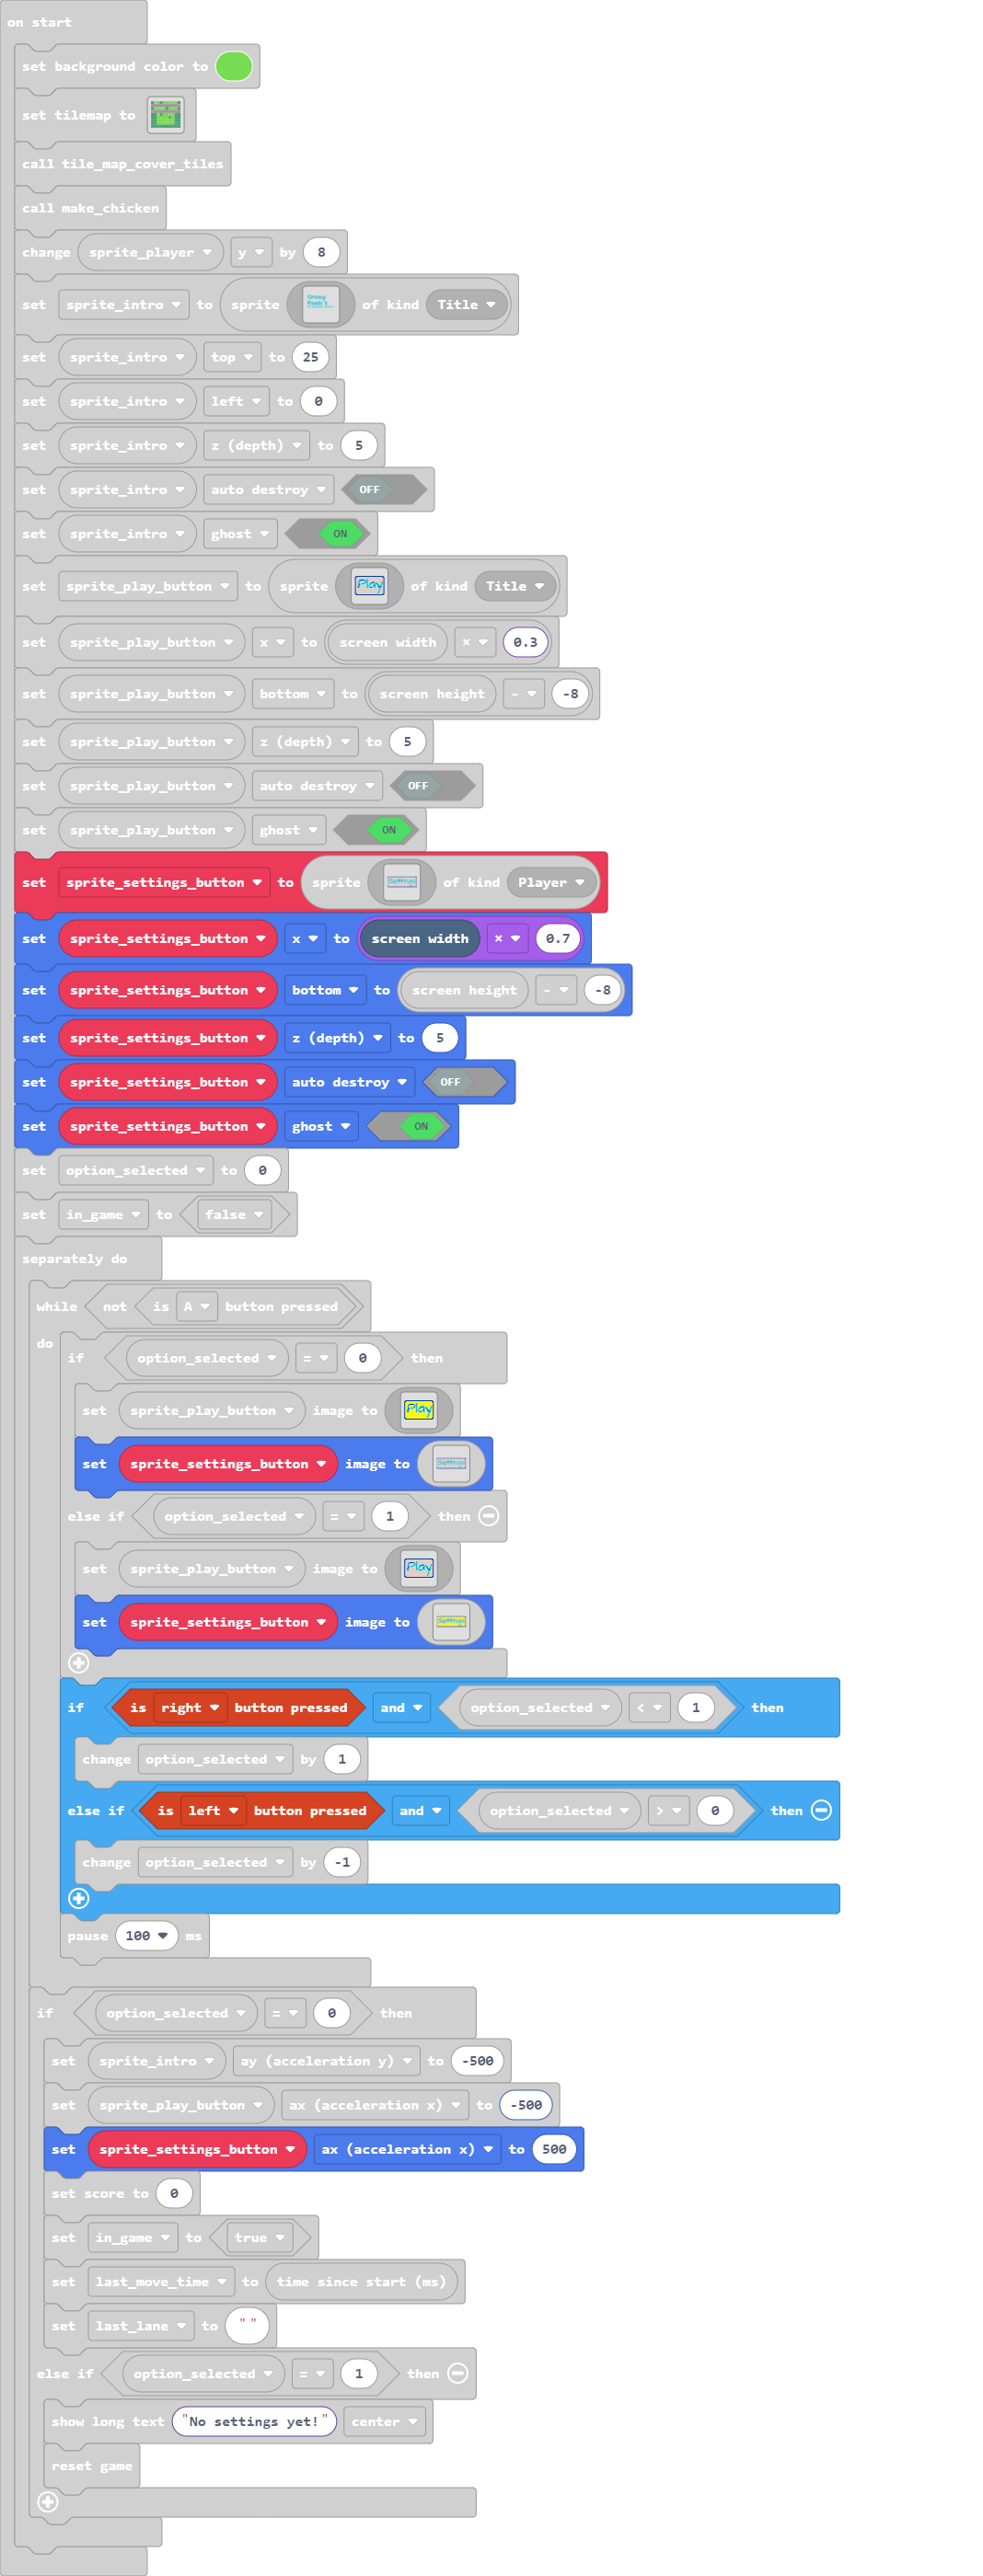 on start
set background color to
set tilemap to
call tile_map_cover_tiles
call make_chicken
change sprite_player y by 8
set sprite_intro to sprite of kind Title
set sprite_intro top to 25
set sprite_intro left to 0
set sprite_intro z (depth) to 5
set sprite_intro auto destroy OFF
set sprite_intro ghost ON
set sprite_play_button to sprite Play of kind Title
set sprite_play_button x to screen width × 0.3
set sprite_play_button bottom to screen height - -8
set sprite_play_button z (depth) to 5
set sprite_play_button auto destroy OFF
set sprite_play_button ghost ON
set sprite_settings_button to sprite Settings of kind Player
set sprite_settings_button x to screen width × 0.7
set sprite_settings_button bottom to screen height - -8
set sprite_settings_button z (depth) to 5
set sprite_settings_button auto destroy OFF
set sprite_settings_button ghost ON
set option_selected to 0
set in_game to false
separately do
while not is A button pressed
do
if option_selected = 0 then
set sprite_play_button image to Play
set sprite_settings_button image to Settings
else if option_selected = 1 then
set sprite_play_button image to Play
set sprite_settings_button image to Settings
if is right button pressed and option_selected < 1 then
change option_selected by 1
else if is left button pressed and option_selected > 0 then
change option_selected by -1
pause 100 ms
if option_selected = 0 then
set sprite_intro ay (acceleration y) to -500
set sprite_play_button ax (acceleration x) to -500
set sprite_settings_button ax (acceleration x) to 500
set score to 0
set in_game to true
set last_move_time to time since start (ms)
set last_lane to " "
else if option_selected = 1 then
show long text "No settings yet!" center
reset game